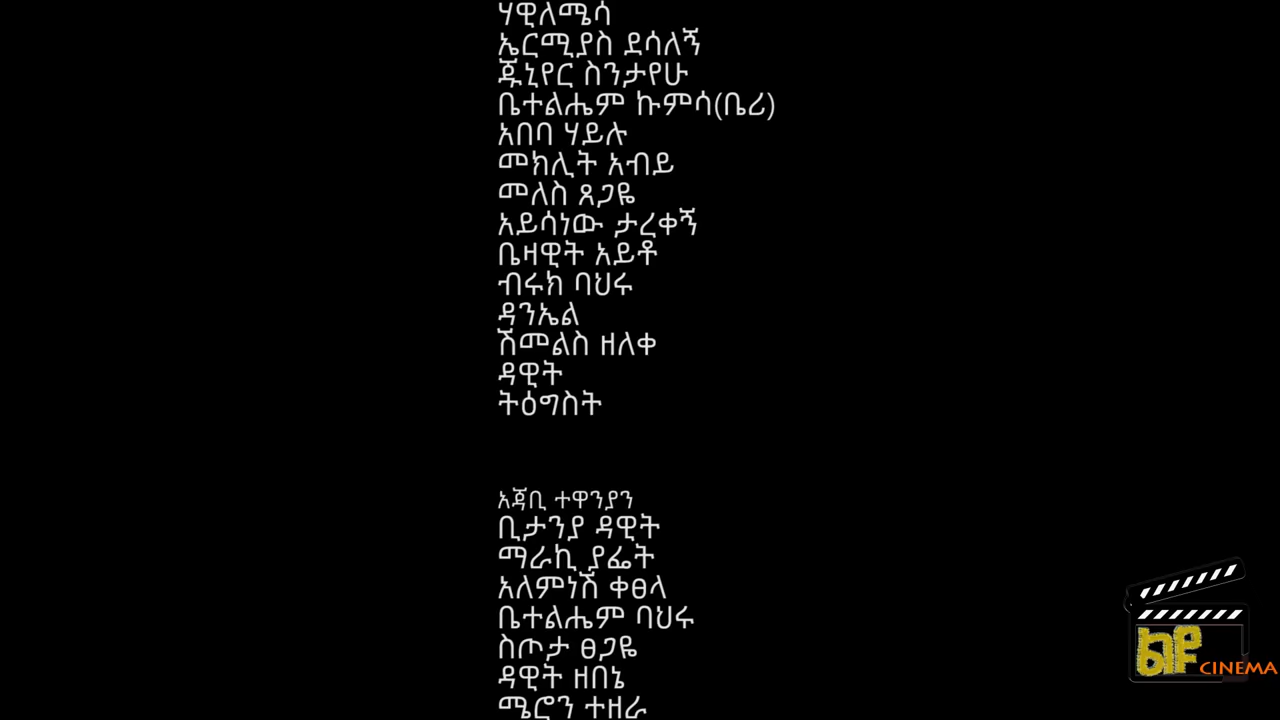 ሃዊለሜሳ
ኤርሚያስ ደሳለኝ
ጁኒየር ስንታየሁ
ቤተልሔም ኩምሳ(ቤሪ)
አበባ ሃይሉ
መክሊት አብይ
መለስ ጸጋዬ
አይሳነው ታረቀኝ
ቤዛዊት አይቶ
ብሩክ ባህሩ
ዳንኤል
ሽመልስ ዘለቀ
ዳዊት
ትዕግስት
አጃቢ ተዋንያን
ቢታንያ ዳዊት
ማራኪ ያፌት
አለምነሽ ቀፀላ
ቤተልሔም ባህሩ
ስጦታ ፀጋዬ
ዳዊት ዘበኔ
ሜሮን ተዘራ
CINEMA